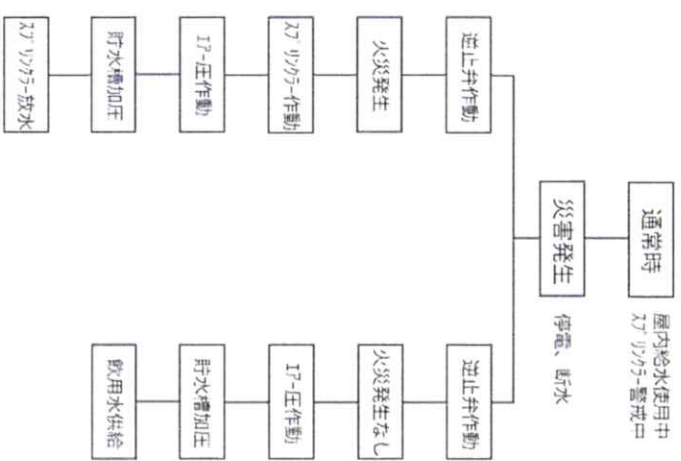 通常時
屋内給水使用中
スプリンクラー警戒中
災害発生
停電、断水
逆止弁作動
火災発生
スプリンクラー作動
エアー圧作動
貯水槽加圧
スプリンクラー放水
逆止弁作動
火災発生なし
エアー圧作動
貯水槽加圧
飲用水供給